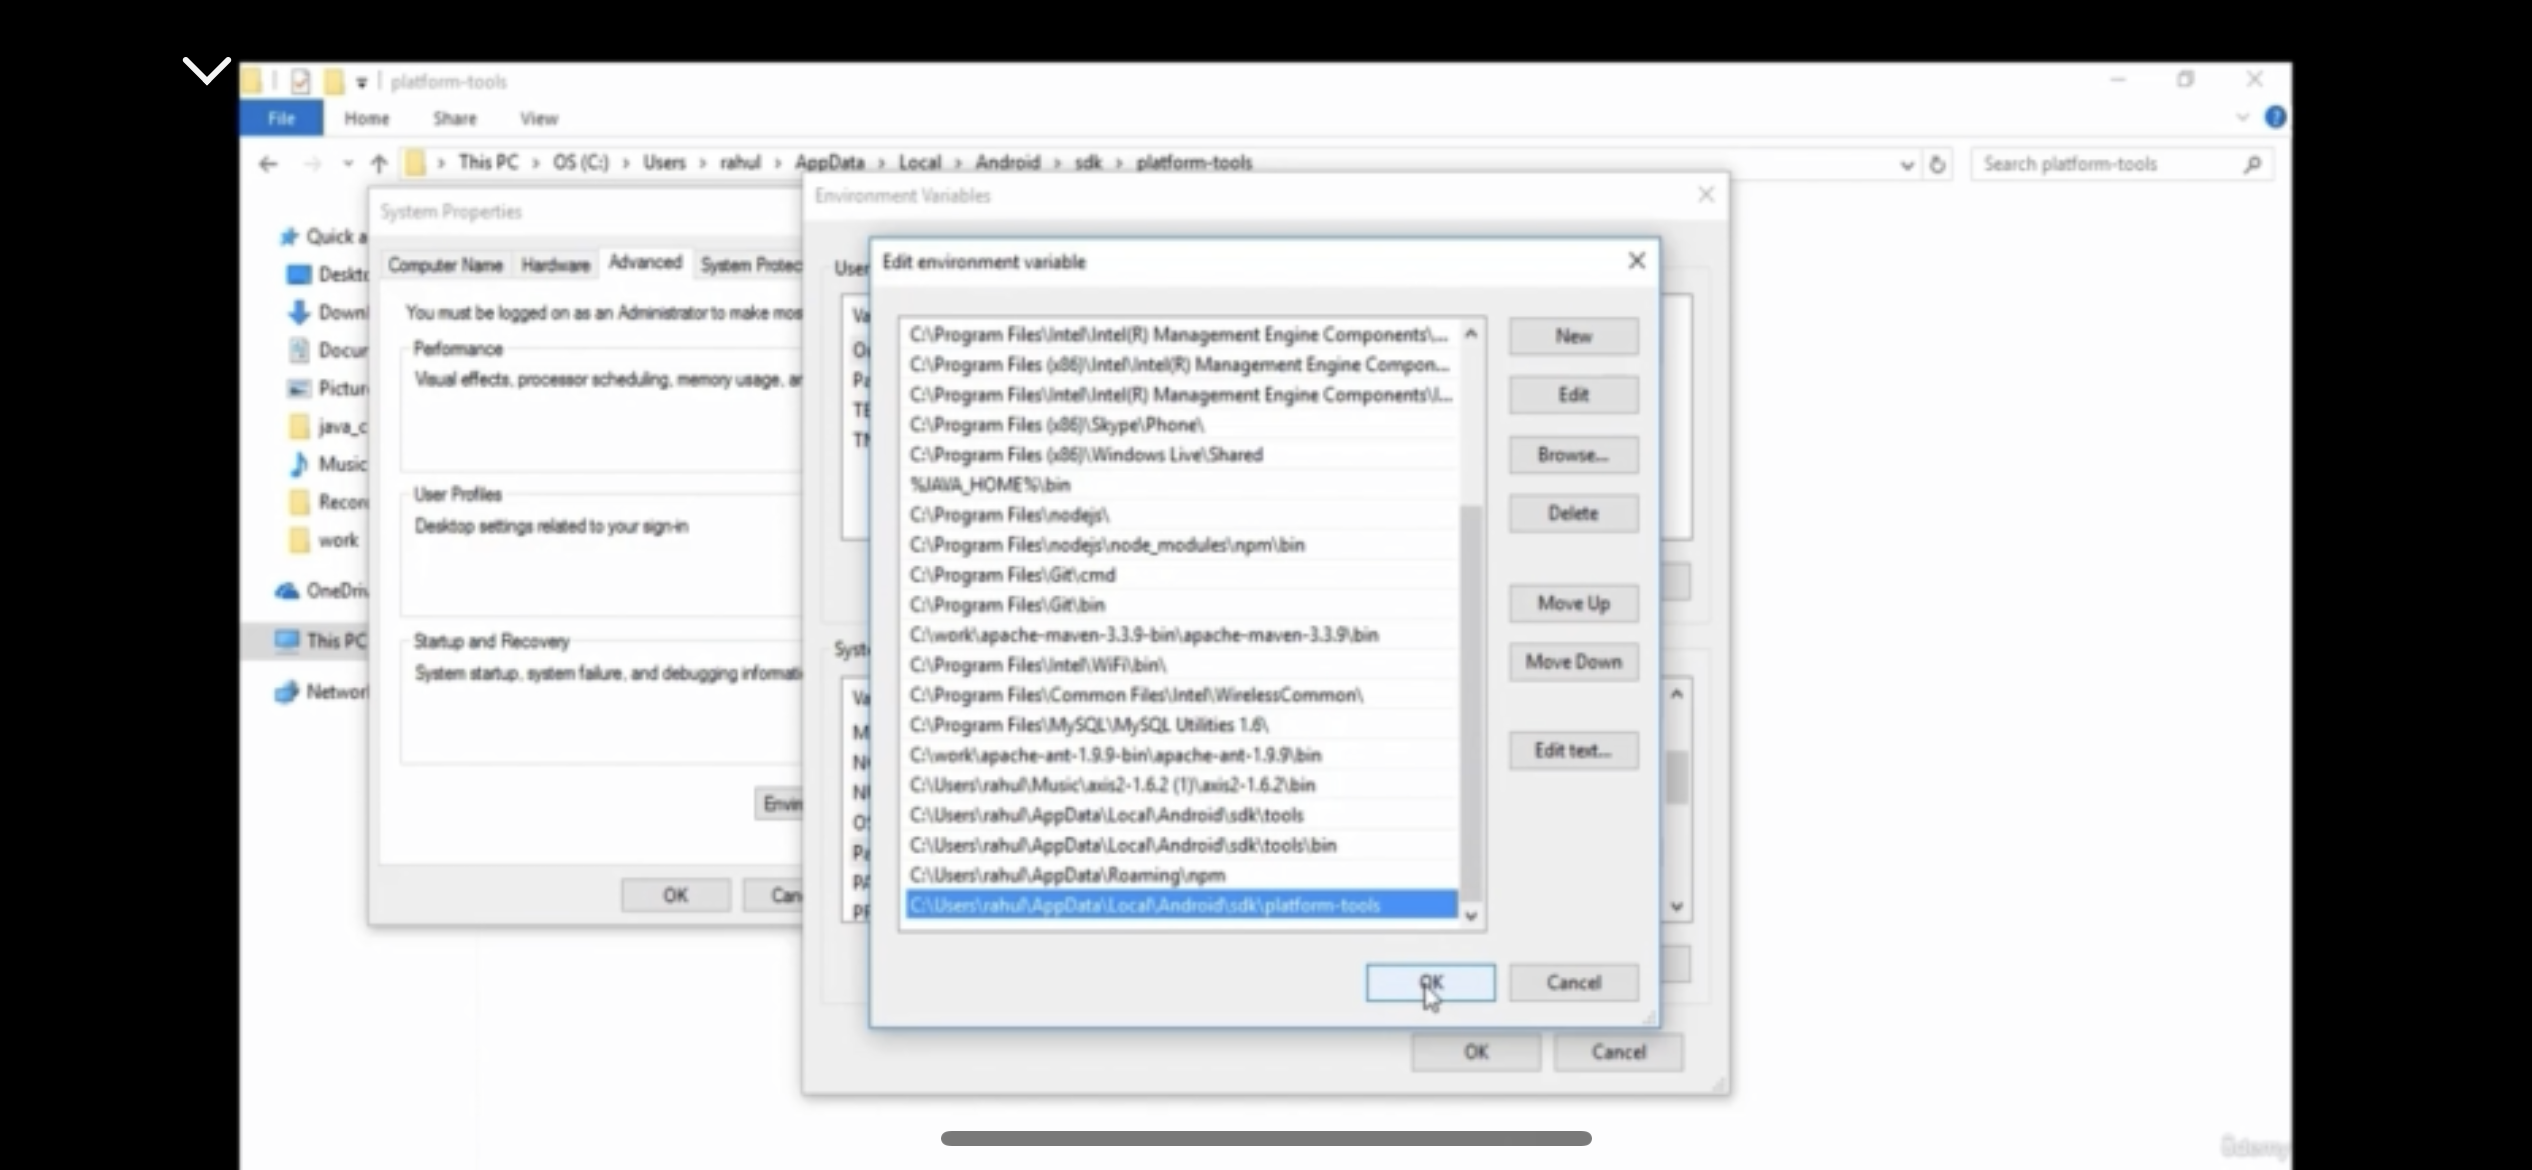 platform-tools
File Home Share View
This PC OS (C:) Users rahul AppData Local Android sdk platform-tools
Search platform-tools
Quick a
Deskto
Downl
Docur
Pictur
java_c
Music
Recor
work
OneDriv
This PC
Networ
System Properties
Computer Name Hardware Advanced System Protec
You must be logged on as an Administrator to make mos
Performance
Visual effects, processor scheduling, memory usage, an
User Profiles
Desktop settings related to your sign-in
Startup and Recovery
System startup, system failure, and debugging informati
Envir
OK Can
Environment Variables
User
Va
TE
Syste
Va
OS
Pa
PA
Edit environment variable
C:\Program Files\Intel\Intel(R) Management Engine Components\...
C:\Program Files (x86)\Intel\Intel(R) Management Engine Compon...
C:\Program Files\Intel\Intel(R) Management Engine Components\I...
C:\Program Files (x86)\Skype\Phone\
C:\Program Files (x86)\Windows Live\Shared
%JAVA_HOME%\bin
C:\Program Files\nodejs\
C:\Program Files\nodejs\node_modules\npm\bin
C:\Program Files\Git\cmd
C:\Program Files\Git\bin
C:\work\apache-maven-3.3.9-bin\apache-maven-3.3.9\bin
C:\Program Files\Intel\WiFi\bin\
C:\Program Files\Common Files\Intel\WirelessCommon\
C:\Program Files\MySQL\MySQL Utilities 1.6\
C:\work\apache-ant-1.9.9-bin\apache-ant-1.9.9\bin
C:\Users\rahul\Music\axis2-1.6.2 (1)\axis2-1.6.2\bin
C:\Users\rahul\AppData\Local\Android\sdk\tools
C:\Users\rahul\AppData\Local\Android\sdk\tools\bin
C:\Users\rahul\AppData\Roaming\npm
C:\Users\rahul\AppData\Local\Android\sdk\platform-tools
New
Edit
Browse...
Delete
Move Up
Move Down
Edit text...
OK Cancel
OK Cancel
Udemy